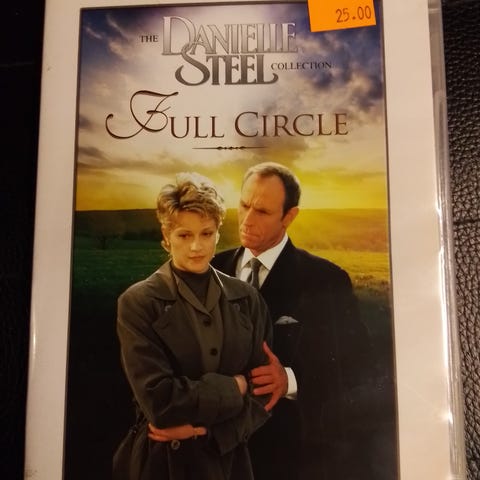 25.00
THE DANIELLE
STEEL COLLECTION
FULL CIRCLE